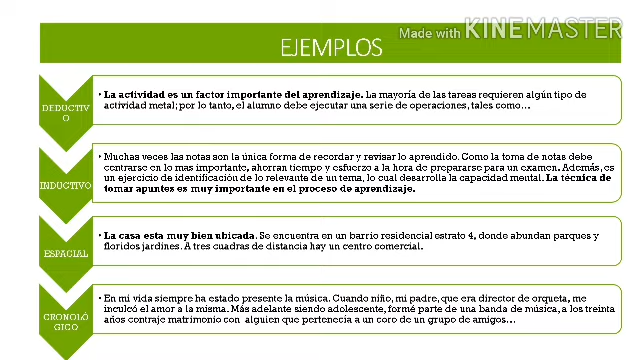 Made with KINEMASTER
EJEMPLOS
DEDUCTIV
O
• La actividad es un factor importante del aprendizaje. La mayoría de las tareas requieren algún tipo de
actividad metal; por lo tanto, el alumno debe ejecutar una serie de operaciones, tales como…
INDUCTIVO
• Muchas veces las notas son la única forma de recordar y revisar lo aprendido. Como la toma de notas debe
centrarse en lo mas importante, ahorran tiempo y esfuerzo a la hora de prepararse para un examen. Además, es
un ejercicio de identificación de lo relevante de un tema, lo cual desarrolla la capacidad mental. La técnica de
tomar apuntes es muy importante en el proceso de aprendizaje.
ESPACIAL
• La casa esta muy bien ubicada. Se encuentra en un barrio residencial estrato 4, donde abundan parques y
floridos jardines. A tres cuadras de distancia hay un centro comercial.
CRONOLÓ
GICO
• En mi vida siempre ha estado presente la música. Cuando niño, mi padre, que era director de orqueta, me
inculcó el amor a la misma. Más adelante siendo adolescente, formé parte de una banda de música, a los treinta
años contraje matrimonio con alguien que pertenecía a un coro de un grupo de amigos…